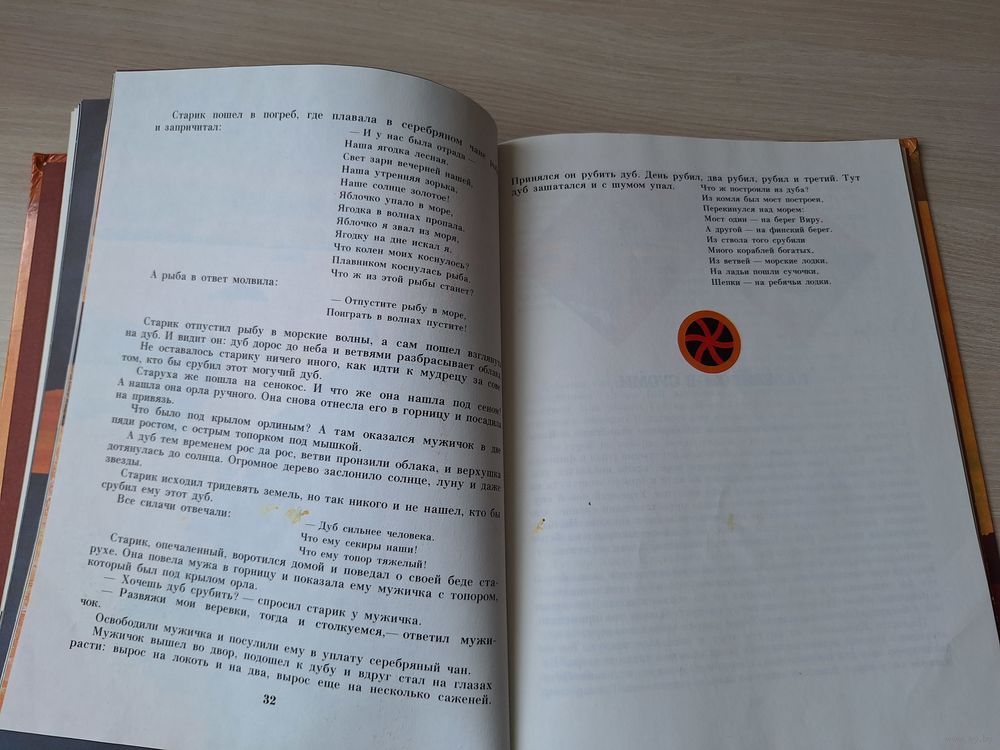 Старик пошел в погреб, где плавала в серебряном чане
и запричитал:
— И у нас была отрада —
Наша ягодка лесная.
Свет зари вечерней нашей,
Наша утренняя зорька,
Наше солнце золотое!
Яблочко упало в море,
Ягодка в волнах пропала.
Яблочко я звал из моря,
Ягодку на дне искал я.
Что колен моих коснулось?
Плавником коснулась рыба.
Что ж из этой рыбы станет?
А рыба в ответ молвила:
— Отпустите рыбу в море,
Поиграть в волнах пустите!
Старик отпустил рыбу в морские волны, а сам пошел взглянуть
на дуб. И видит он: дуб дорос до неба и ветвями разбрасывает облака.
Не оставалось старику ничего иного, как идти к мудрецу за
том, кто бы срубил этот могучий дуб.
Старуха же пошла на сенокос. И что же она нашла под сеном?
А нашла она орла ручного. Она снова отнесла его в горницу и посадила
на привязь.
Что было под крылом орлиным? А там оказался мужичок в две
пяди ростом, с острым топорком под мышкой.
А дуб тем временем рос да рос, ветви пронзили облака, и верхушка
дотянулась до солнца. Огромное дерево заслонило солнце, луну и даже
звезды.
Старик исходил тридевять земель, но так никого и не нашел, кто бы
срубил ему этот дуб.
Все силачи отвечали:
— Дуб сильнее человека.
Что ему секиры наши!
Что ему топор тяжелый!
Старик, опечаленный, воротился домой и поведал о своей беде ста-
рухе. Она повела мужа в горницу и показала ему мужичка с топором,
который был под крылом орла.
— Хочешь дуб срубить? — спросил старик у мужичка.
— Развяжи мои веревки, тогда и столкуемся,— ответил мужи-
чок.
Освободили мужичка и посулили ему в уплату серебряный чан.
Мужичок вышел во двор, подошел к дубу и вдруг стал на глазах
расти: вырос на локоть и на два, вырос еще на несколько саженей.
32
Принялся он рубить дуб. День рубил, два рубил, рубил и третий. Тут
дуб зашатался и с шумом упал.
Что ж построили из дуба?
Из комля был мост построен,
Перекинулся над морем:
Мост один — на берег Виру,
А другой — на финский берег.
Из ствола того срубили
Много кораблей богатых.
Из ветвей — морские лодки,
На ладьи пошли сучочки,
Щепки — на ребячьи лодки.